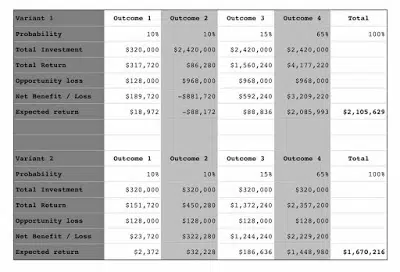 Variant 1 Outcome 1 Outcome 2 Outcome 3 Outcome 4 Total
Probability 10% 10% 15% 65% 100%
Total Investment $320,000 $2,420,000 $2,420,000 $2,420,000
Total Return $317,720 $86,280 $1,560,240 $4,177,220
Opportunity loss $128,000 $968,000 $968,000 $968,000
Net Benefit / Loss $189,720 -$881,720 $592,240 $3,209,220
Expected return $18,972 -$88,172 $88,836 $2,085,993 $2,105,629
Variant 2 Outcome 1 Outcome 2 Outcome 3 Outcome 4 Total
Probability 10% 10% 15% 65% 100%
Total Investment $320,000 $320,000 $320,000 $320,000
Total Return $151,720 $450,280 $1,372,240 $2,357,200
Opportunity loss $128,000 $128,000 $128,000 $128,000
Net Benefit / Loss $23,720 $322,280 $1,244,240 $2,229,200
Expected return $2,372 $32,228 $186,636 $1,448,980 $1,670,216